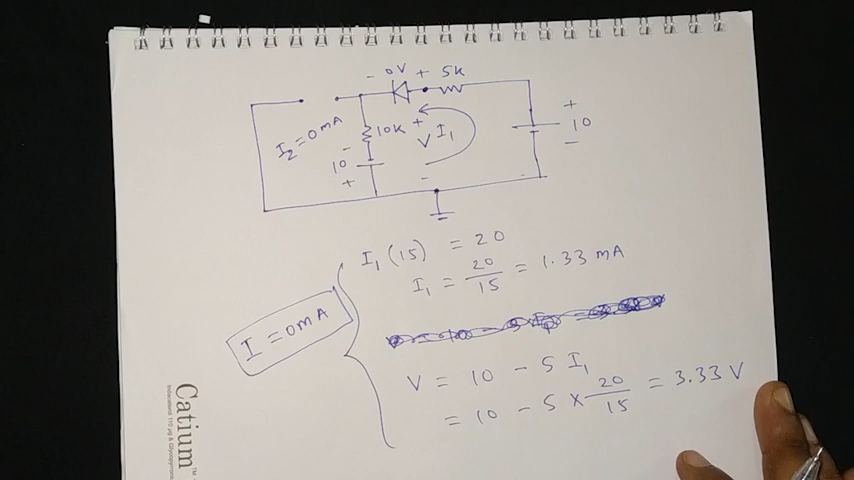 - 0V + 5K
I₂ = 0mA
10K
+
V I₁
-
- 10 +
+ 10 -
I₁ (15) = 20
I₁ = 20/15 = 1.33 mA
I = 0mA
V = 10 - 5 I₁
= 10 - 5 × 20/15 = 3.33 V
Catium™